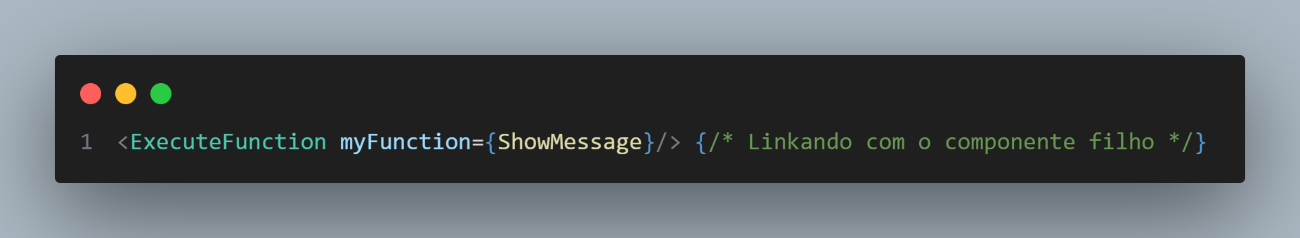 1 <ExecuteFunction myFunction={ShowMessage}/> {/* Linkando com o componente filho */}